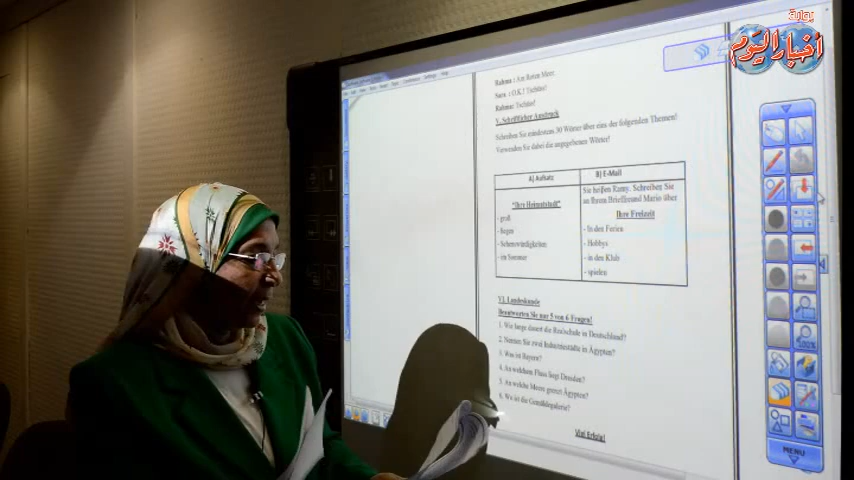 برعاية
أخبار اليوم
Rahma : Am Roten Meer.
Sara : O.K.! Tschüss!
Rahma: Tschüss!
V. Schriftlicher Ausdruck
Schreiben Sie mindestens 30 Wörter über eins der folgenden Themen!
Verwenden Sie dabei die angegebenen Wörter!
A) Aufsatz
"Ihre Heimatstadt"
- groß
- liegen
- Sehenswürdigkeiten
- im Sommer
B) E-Mail
Sie heißen Ramy. Schreiben Sie
an Ihren Brieffreund Mario über
Ihre Freizeit
- In den Ferien
- Hobbys
- in den Klub
- spielen
VI. Landeskunde
Beantworten Sie nur 5 von 6 Fragen!
1. Wie lange dauert die Realschule in Deutschland?
2. Nennen Sie zwei Industriestädte in Ägypten?
3. Was ist Bayern?
4. An welchem Fluss liegt Dresden?
5. An welche Meere grenzt Ägypten?
6. Wo ist die Gemäldegalerie?
Viel Erfolg!
100%
MENU